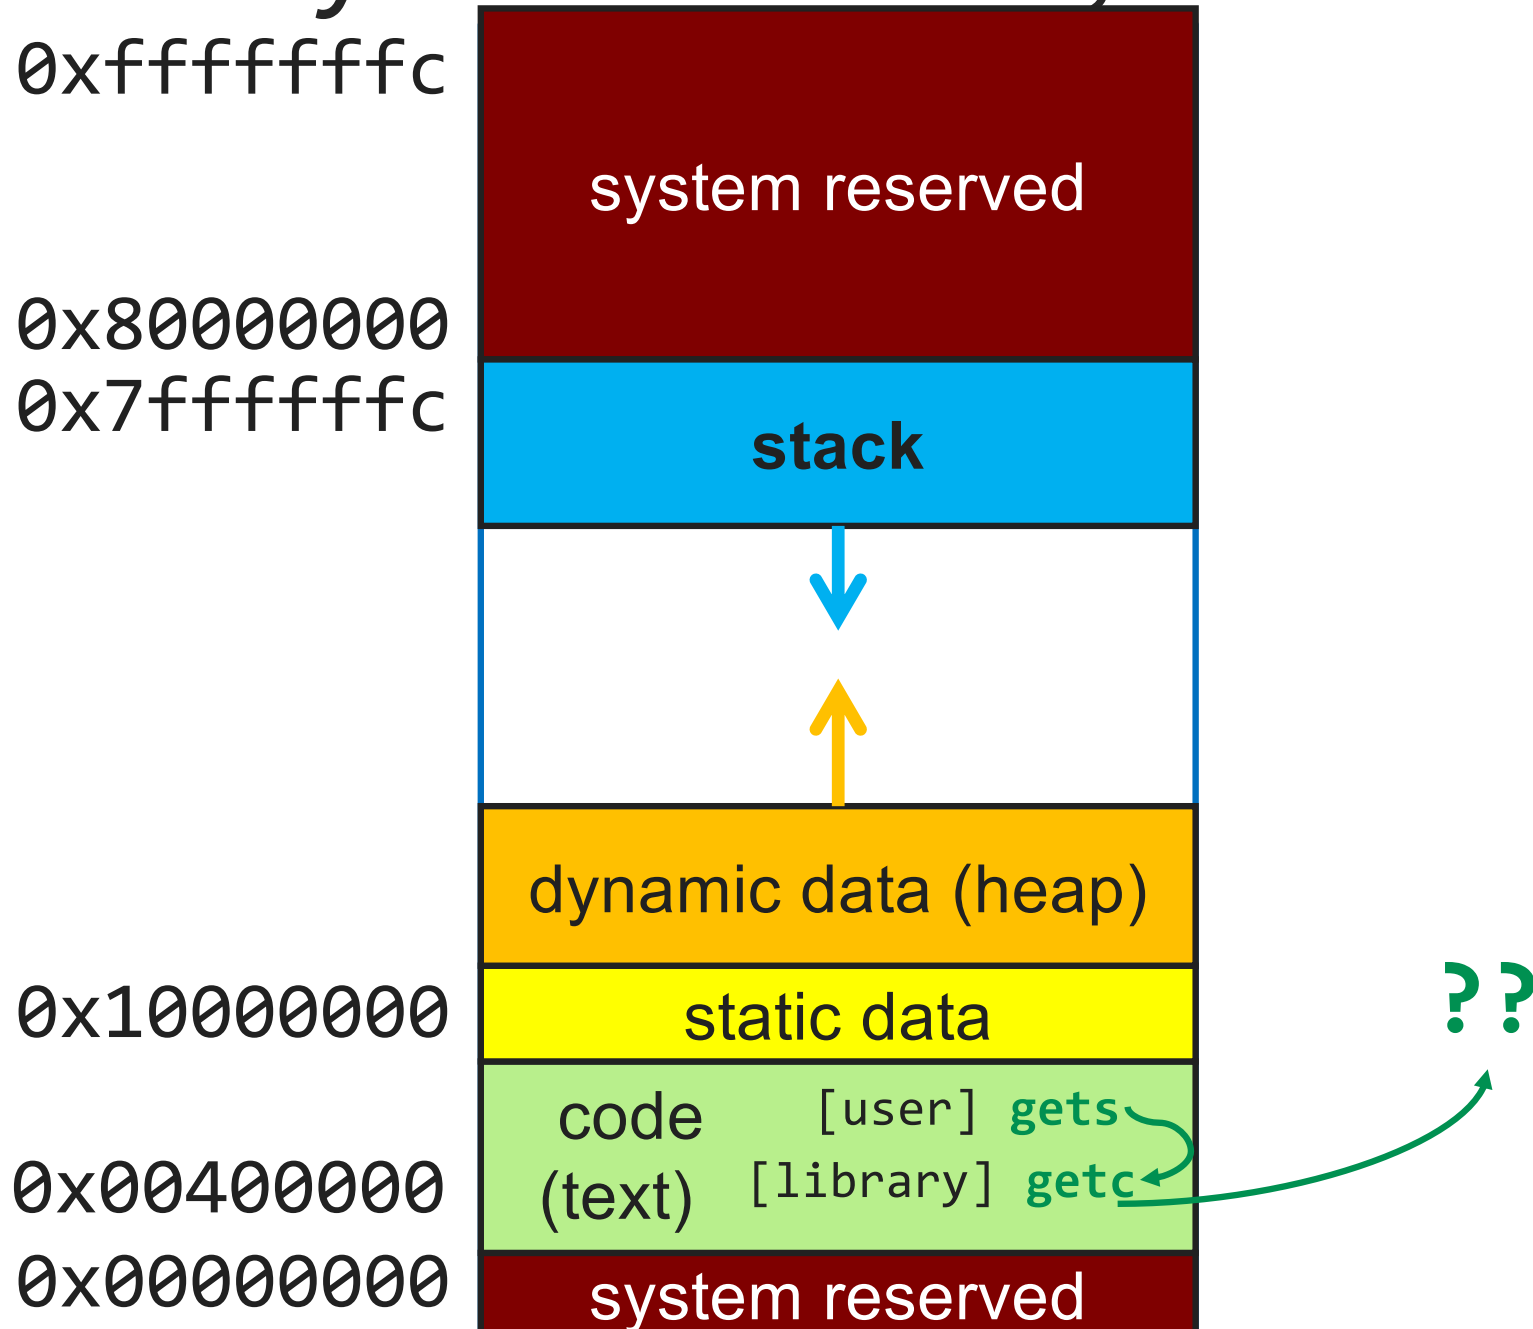 0xfffffffc
system reserved
0x80000000
0x7ffffffc
stack
dynamic data (heap)
0x10000000
static data
??
code
[user] gets
(text)
[library] getc
0x00400000
0x00000000
system reserved